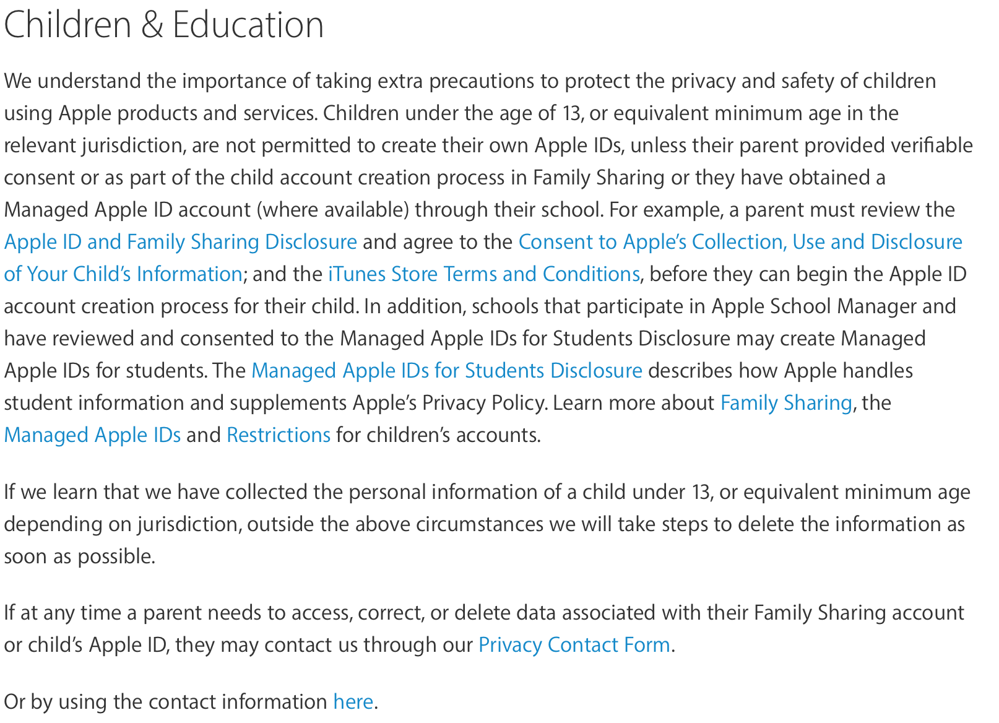 Children & Education
We understand the importance of taking extra precautions to protect the privacy and safety of children
using Apple products and services. Children under the age of 13, or equivalent minimum age in the
relevant jurisdiction, are not permitted to create their own Apple IDs, unless their parent provided verifiable
consent or as part of the child account creation process in Family Sharing or they have obtained a
Managed Apple ID account (where available) through their school. For example, a parent must review the
Apple ID and Family Sharing Disclosure and agree to the Consent to Apple’s Collection, Use and Disclosure
of Your Child’s Information; and the iTunes Store Terms and Conditions, before they can begin the Apple ID
account creation process for their child. In addition, schools that participate in Apple School Manager and
have reviewed and consented to the Managed Apple IDs for Students Disclosure may create Managed
Apple IDs for students. The Managed Apple IDs for Students Disclosure describes how Apple handles
student information and supplements Apple’s Privacy Policy. Learn more about Family Sharing, the
Managed Apple IDs and Restrictions for children’s accounts.
If we learn that we have collected the personal information of a child under 13, or equivalent minimum age
depending on jurisdiction, outside the above circumstances we will take steps to delete the information as
soon as possible.
If at any time a parent needs to access, correct, or delete data associated with their Family Sharing account
or child’s Apple ID, they may contact us through our Privacy Contact Form.
Or by using the contact information here.